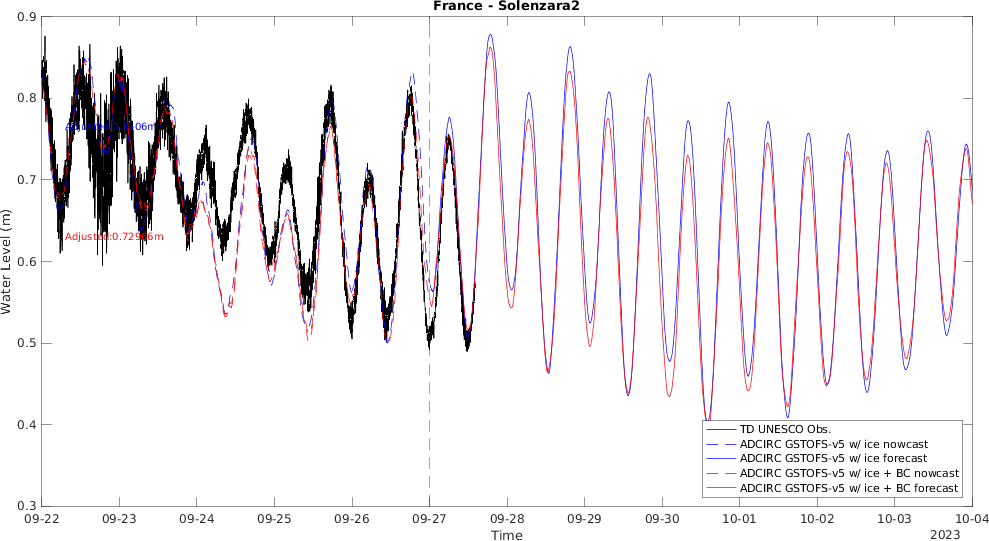 France - Solenzara2
0.9
0.8
0.7
0.6
0.5
0.4
0.3
Water Level (m)
Adjusted:0.72966m
TD UNESCO Obs.
ADCIRC GSTOFS-v5 w/ ice nowcast
ADCIRC GSTOFS-v5 w/ ice forecast
ADCIRC GSTOFS-v5 w/ ice + BC nowcast
ADCIRC GSTOFS-v5 w/ ice + BC forecast
09-22 09-23 09-24 09-25 09-26 09-27 09-28 09-29 09-30 10-01 10-02 10-03 10-04
Time
2023